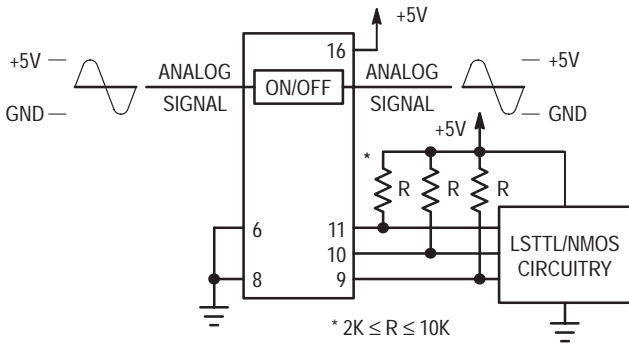 +5V
16
+5V
ANALOG
SIGNAL
GND
ON/OFF
ANALOG
SIGNAL
+5V
GND
+5V
*
R
R
R
6
11
LSTTL/NMOS
CIRCUITRY
10
8
9
* 2K ≤ R ≤ 10K